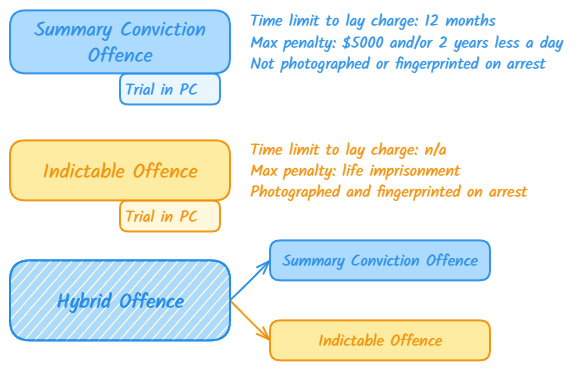 Summary Conviction
Offence
Trial in PC
Time limit to lay charge: 12 months
Max penalty: $5000 and/or 2 years less a day
Not photographed or fingerprinted on arrest
Indictable Offence
Trial in PC
Time limit to lay charge: n/a
Max penalty: life imprisonment
Photographed and fingerprinted on arrest
Hybrid Offence
Summary Conviction Offence
Indictable Offence